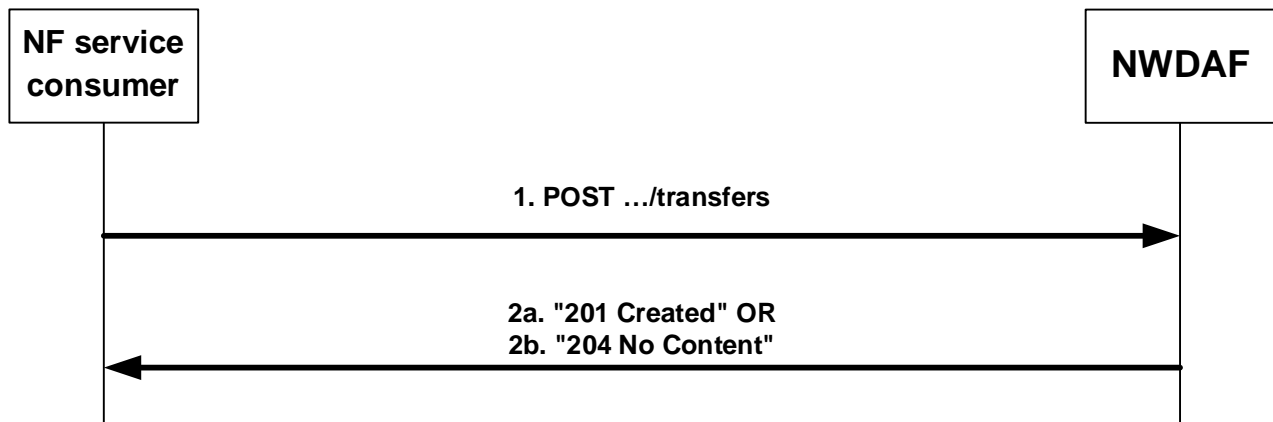 NF service
consumer
NWDAF
1. POST …/transfers
2a. "201 Created" OR
2b. "204 No Content"